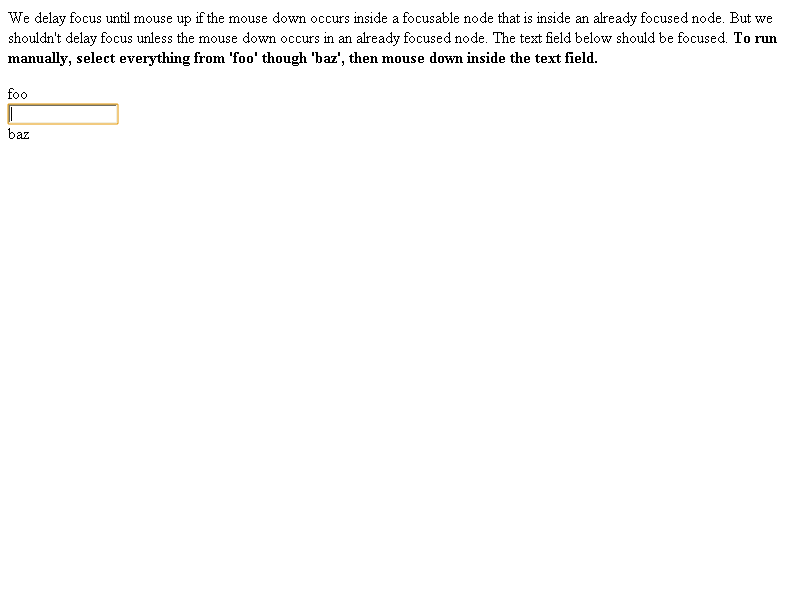 We delay focus until mouse up if the mouse down occurs inside a focusable node that is inside an already focused node. But we
shouldn't delay focus unless the mouse down occurs in an already focused node. The text field below should be focused. To run
manually, select everything from 'foo' though 'baz', then mouse down inside the text field.
foo
baz